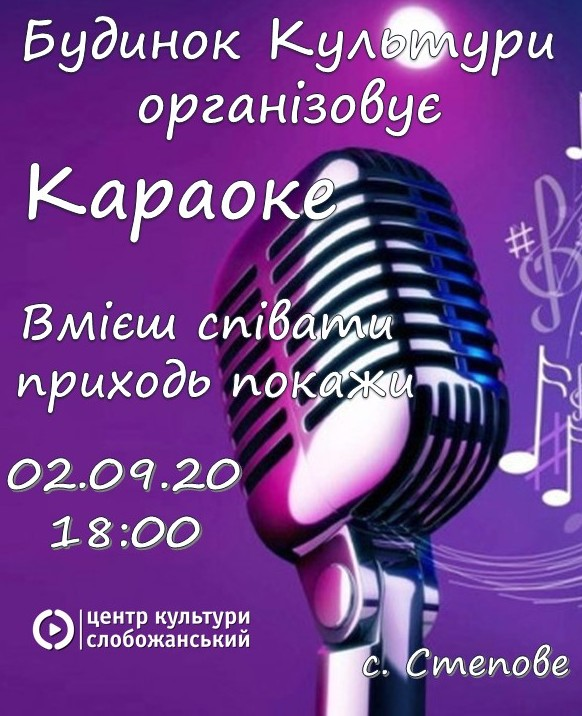 Будинок Культури
організовує
Караоке
Вмієш співати
приходь покажи
02.09.20
18:00
центр культури
слобожанський
с. Степове